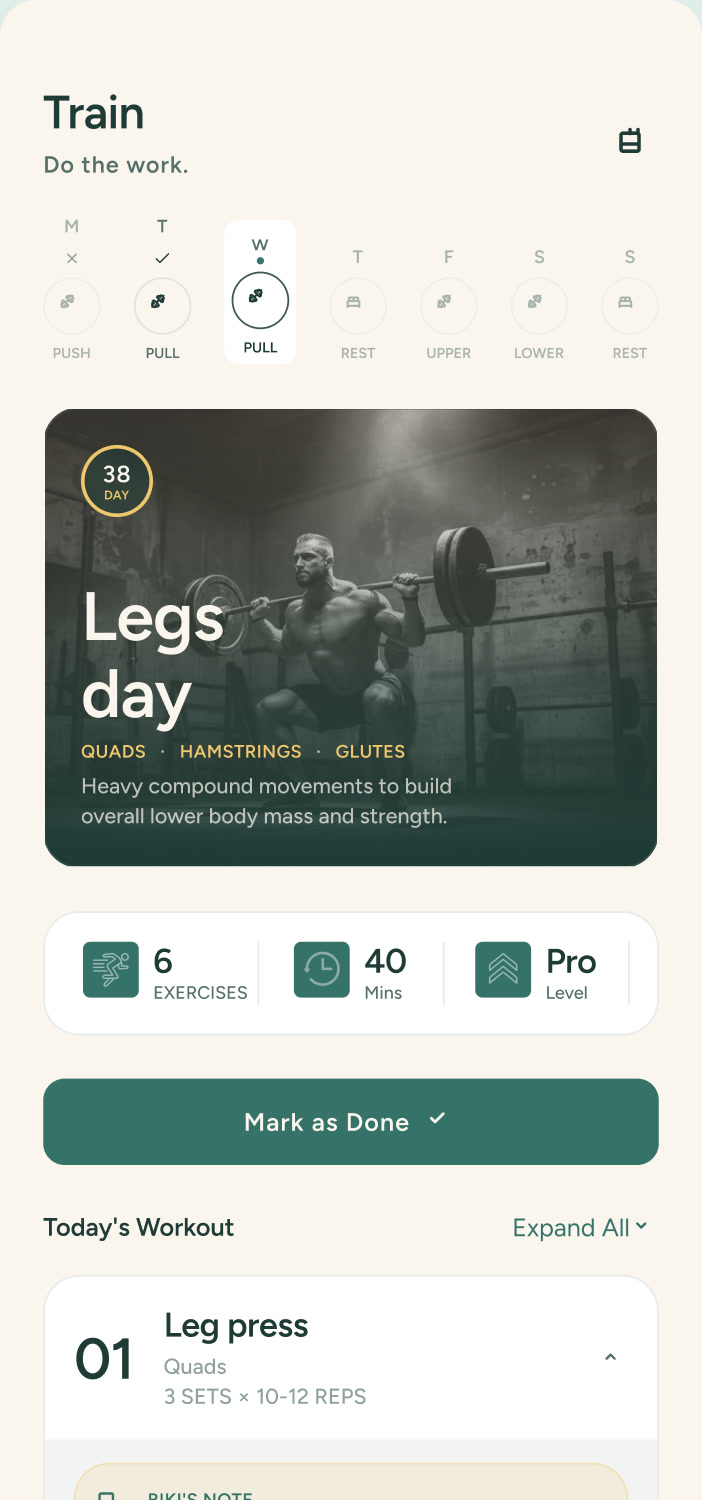 Train
Do the work.
M T W T F S S
PUSH PULL PULL REST UPPER LOWER REST
38
DAY
Legs
day
QUADS · HAMSTRINGS · GLUTES
Heavy compound movements to build
overall lower body mass and strength.
6 40 Pro
EXERCISES Mins Level
Mark as Done
Today's Workout Expand All
01
Leg press
Quads
3 SETS × 10-12 REPS
RIKI'S NOTE